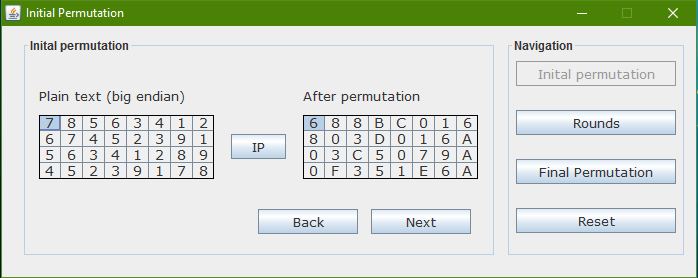 Initial Permutation
Inital permutation
Navigation
Plain text (big endian)
After permutation
7 8 5 6 3 4 1 2
6 7 4 5 2 3 9 1
5 6 3 4 1 2 8 9
4 5 2 3 9 1 7 8
IP
6 8 8 B C 0 1 6
8 0 3 D 0 1 6 A
0 3 C 5 0 7 9 A
0 F 3 5 1 E 6 A
Back
Next
Inital permutation
Rounds
Final Permutation
Reset